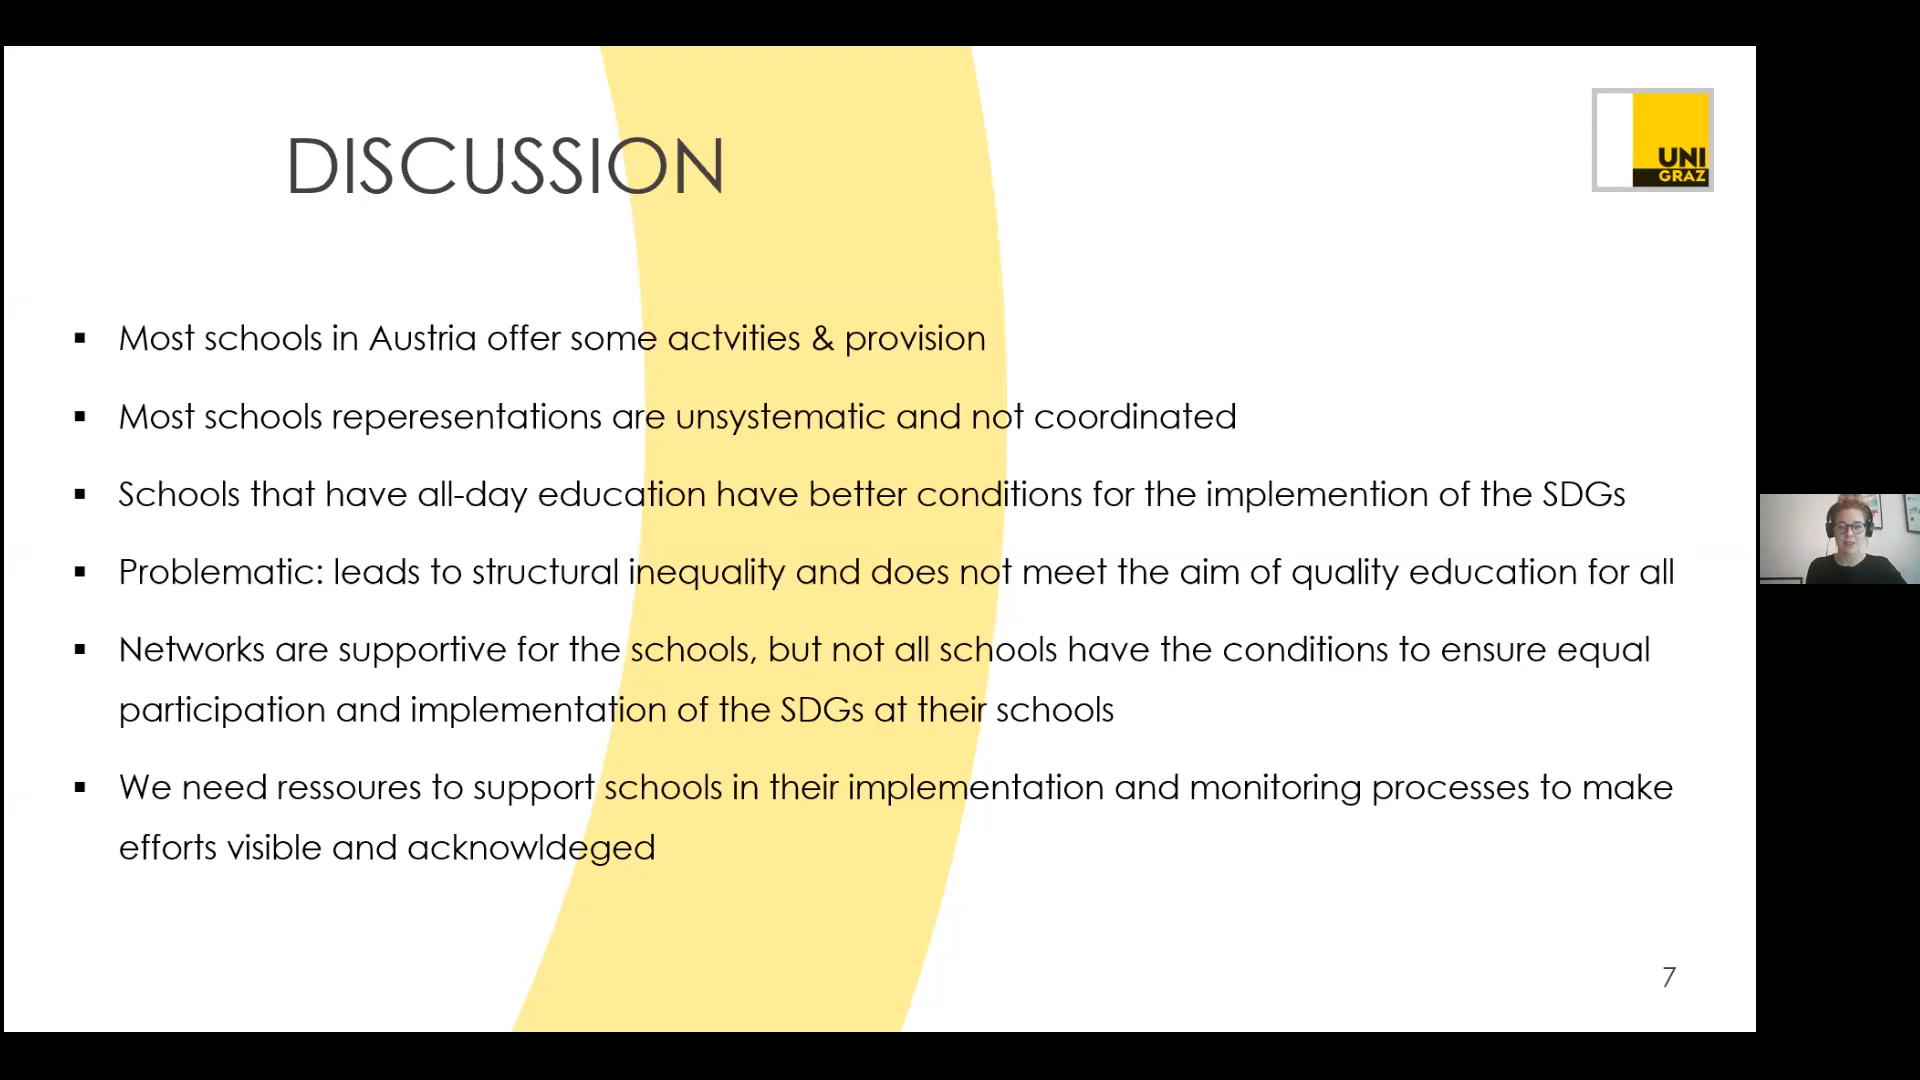 DISCUSSION
UNI
GRAZ
▪ Most schools in Austria offer some actvities & provision
▪ Most schools reperesentations are unsystematic and not coordinated
▪ Schools that have all-day education have better conditions for the implemention of the SDGs
▪ Problematic: leads to structural inequality and does not meet the aim of quality education for all
▪ Networks are supportive for the schools, but not all schools have the conditions to ensure equal
participation and implementation of the SDGs at their schools
▪ We need ressoures to support schools in their implementation and monitoring processes to make
efforts visible and acknowldeged
7